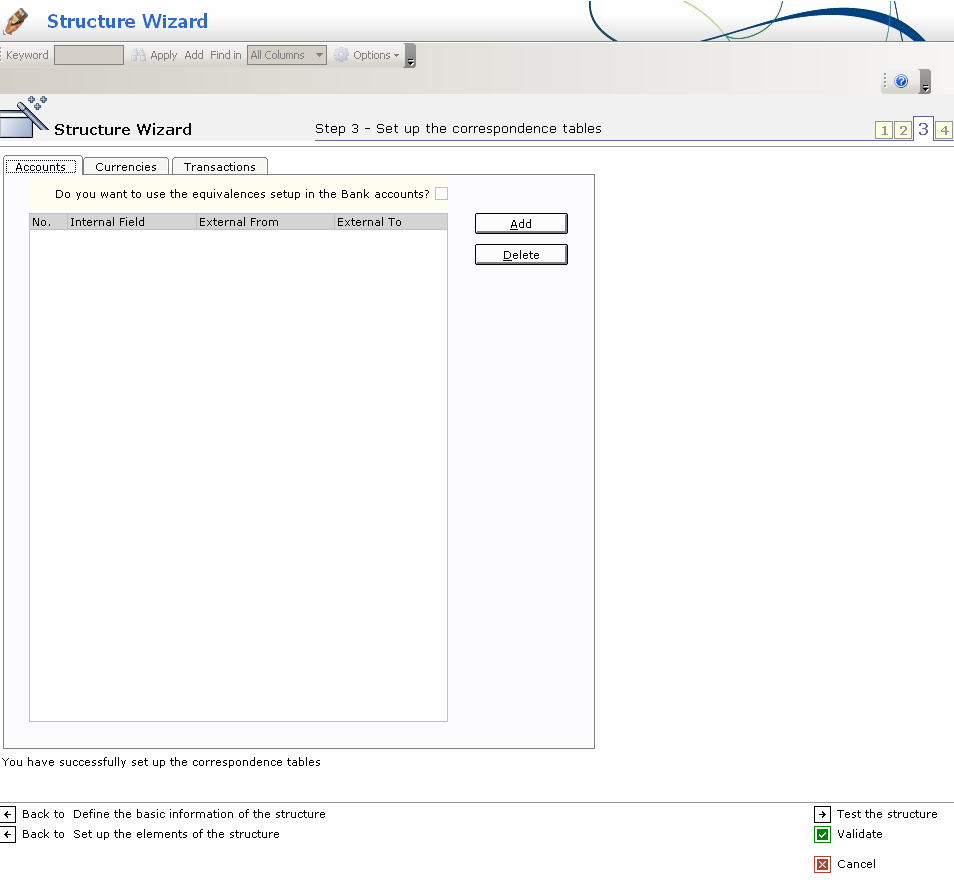 Structure Wizard
Keyword Apply Add Find in All Columns Options
Structure Wizard Step 3 - Set up the correspondence tables 1 2 3 4
Accounts Currencies Transactions
Do you want to use the equivalences setup in the Bank accounts?
No. Internal Field External From External To Add
Delete
You have successfully set up the correspondence tables
Back to Define the basic information of the structure Test the structure
Back to Set up the elements of the structure Validate
Cancel